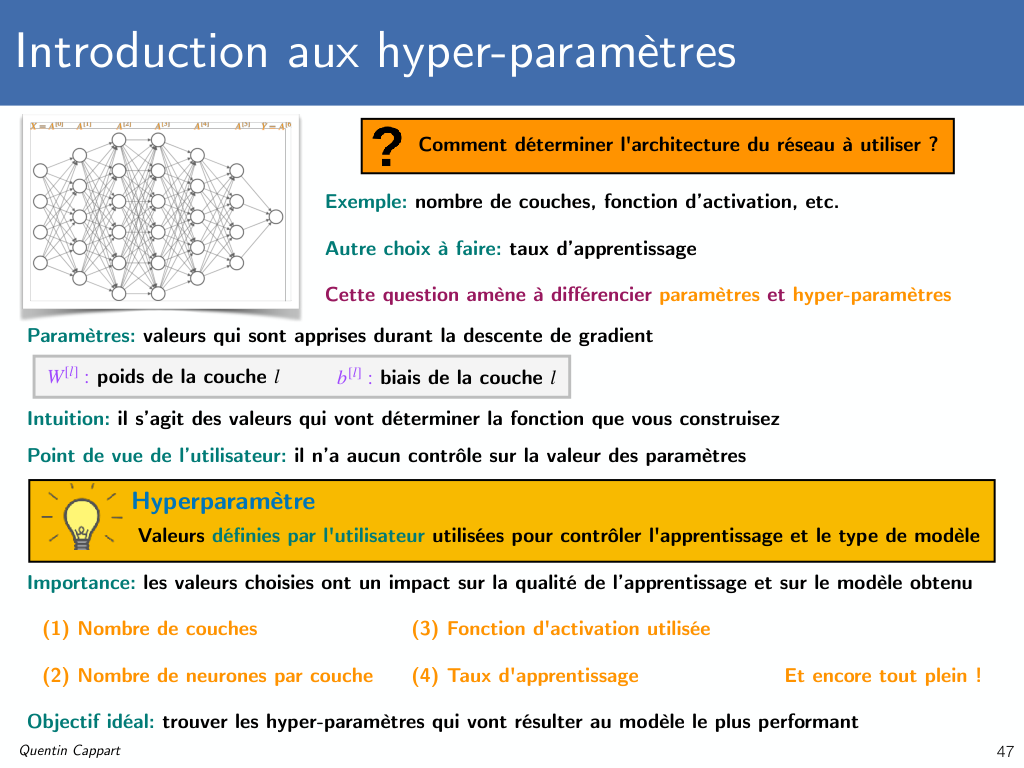 Introduction aux hyper-paramètres
X = A[0] A[1] A[2] A[3] A[4] A[5]
? Comment déterminer l'architecture du réseau à utiliser ?
Exemple: nombre de couches, fonction d'activation, etc.
Autre choix à faire: taux d'apprentissage
Cette question amène à différencier paramètres et hyper-paramètres
Paramètres: valeurs qui sont apprises durant la descente de gradient
W[l] : poids de la couche l b[l] : biais de la couche l
Intuition: il s'agit des valeurs qui vont déterminer la fonction que vous construisez
Point de vue de l'utilisateur: il n'a aucun contrôle sur la valeur des paramètres
Hyperparamètre
Valeurs définies par l'utilisateur utilisées pour contrôler l'apprentissage et le type de modèle
Importance: les valeurs choisies ont un impact sur la qualité de l'apprentissage et sur le modèle obtenu
(1) Nombre de couches (3) Fonction d'activation utilisée
(2) Nombre de neurones par couche (4) Taux d'apprentissage Et encore tout plein !
Objectif idéal: trouver les hyper-paramètres qui vont résulter au modèle le plus performant
Quentin Cappart 47